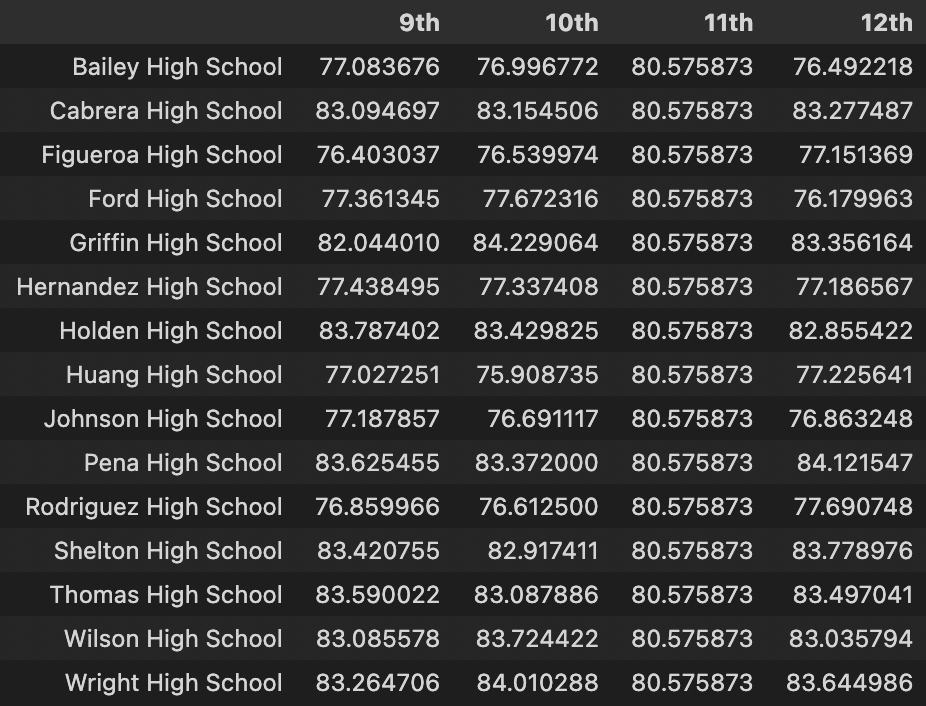 9th 10th 11th 12th
Bailey High School 77.083676 76.996772 80.575873 76.492218
Cabrera High School 83.094697 83.154506 80.575873 83.277487
Figueroa High School 76.403037 76.539974 80.575873 77.151369
Ford High School 77.361345 77.672316 80.575873 76.179963
Griffin High School 82.044010 84.229064 80.575873 83.356164
Hernandez High School 77.438495 77.337408 80.575873 77.186567
Holden High School 83.787402 83.429825 80.575873 82.855422
Huang High School 77.027251 75.908735 80.575873 77.225641
Johnson High School 77.187857 76.691117 80.575873 76.863248
Pena High School 83.625455 83.372000 80.575873 84.121547
Rodriguez High School 76.859966 76.612500 80.575873 77.690748
Shelton High School 83.420755 82.917411 80.575873 83.778976
Thomas High School 83.590022 83.087886 80.575873 83.497041
Wilson High School 83.085578 83.724422 80.575873 83.035794
Wright High School 83.264706 84.010288 80.575873 83.644986